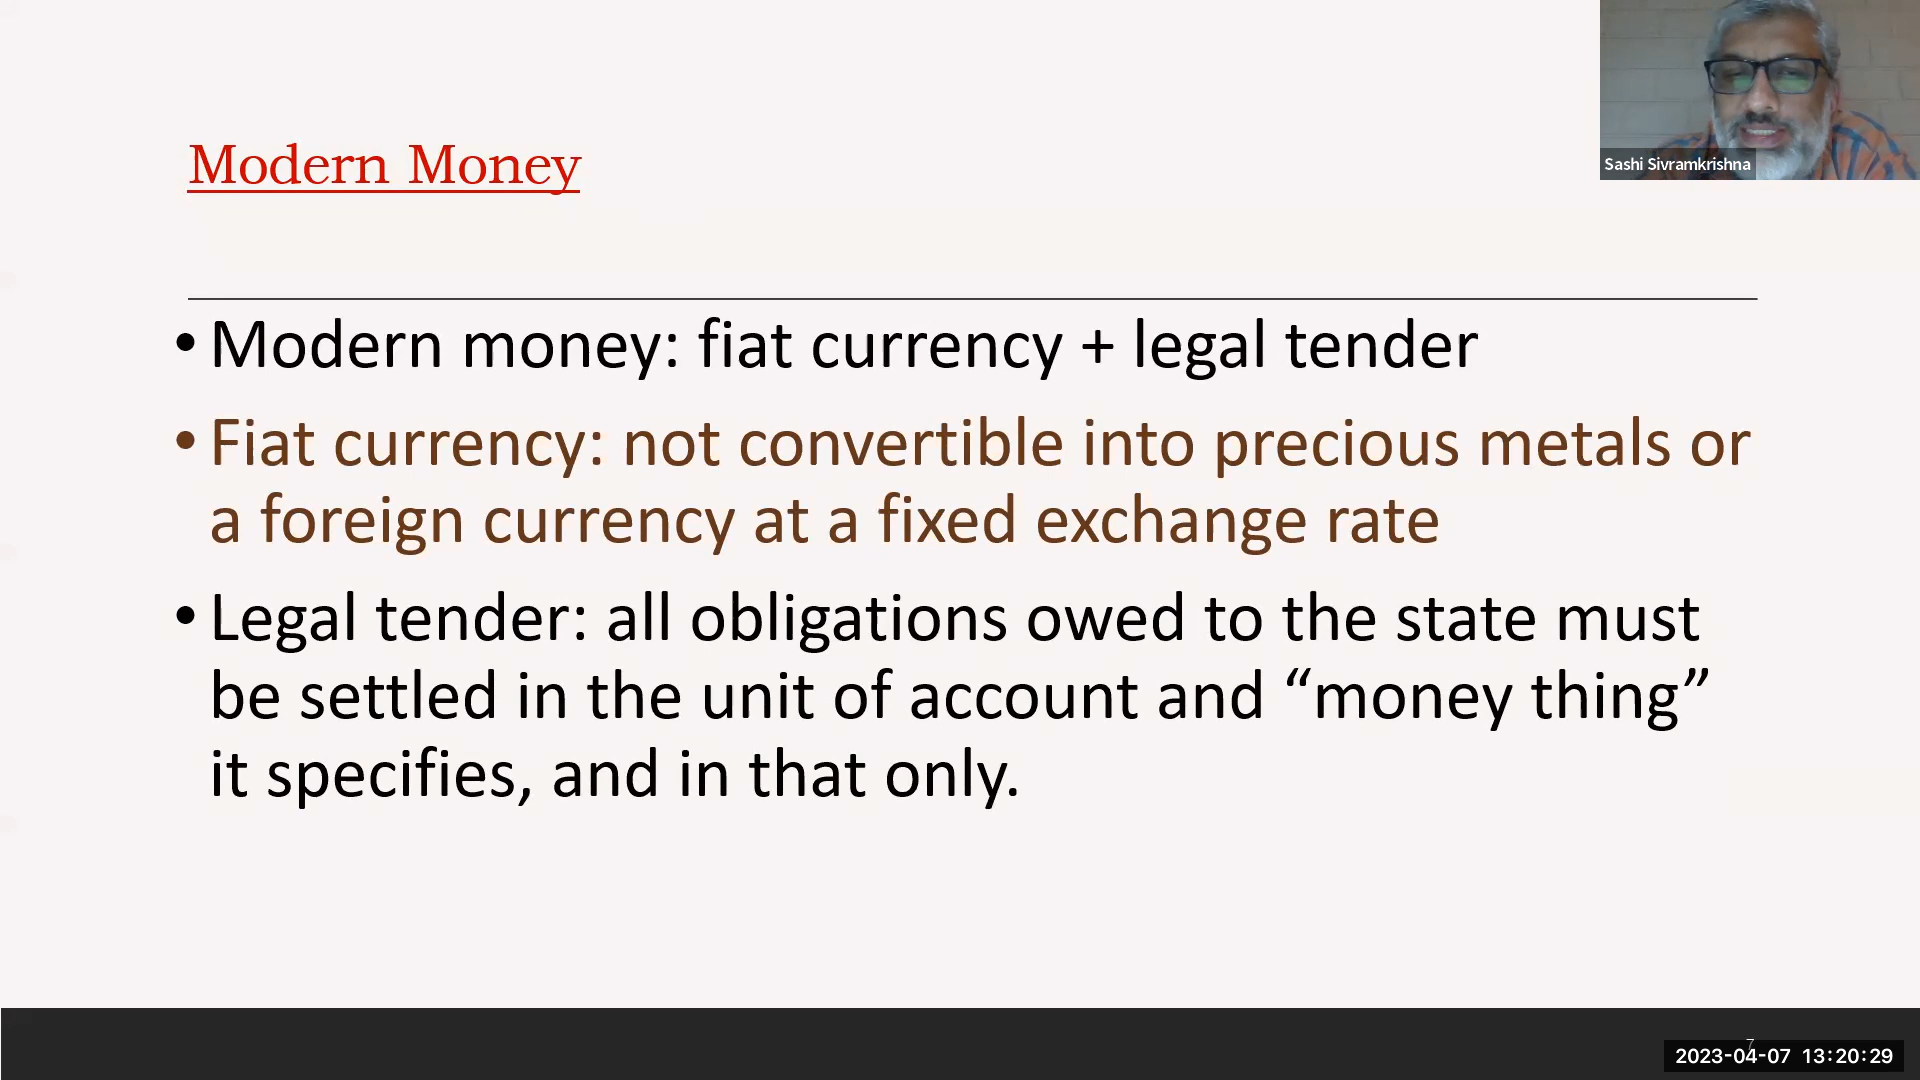 Sashi Sivramkrishna
Modern Money
• Modern money: fiat currency + legal tender
• Fiat currency: not convertible into precious metals or
a foreign currency at a fixed exchange rate
• Legal tender: all obligations owed to the state must
be settled in the unit of account and “money thing”
it specifies, and in that only.
7
2023-04-07 13:20:29